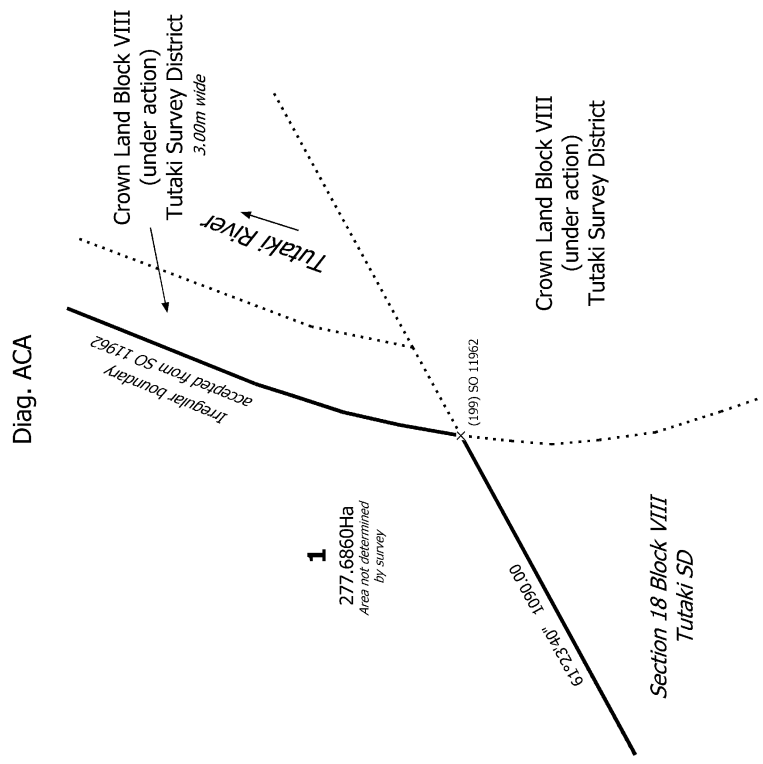 Diag. ACA
Crown Land Block VIII
(under action)
Tutaki Survey District
3.00m wide
Tutaki River
Irregular boundary
accepted from SO 11962
Crown Land Block VIII
(under action)
Tutaki Survey District
(199) SO 11962
1
277.6860Ha
Area not determined
by survey
61°23'40" 1090.00
Section 18 Block VIII
Tutaki SD